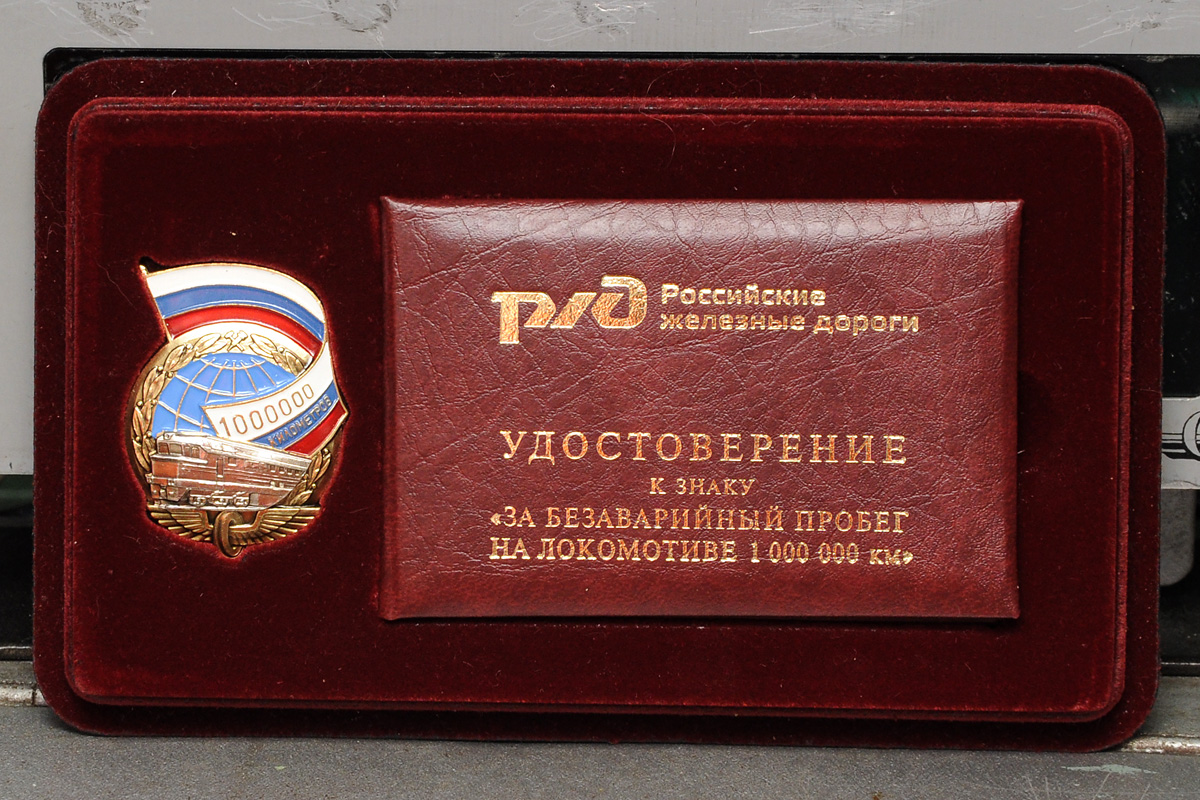 1000000
КИЛОМЕТРОВ
РЖД Российские
железные дороги
УДОСТОВЕРЕНИЕ
К ЗНАКУ
«ЗА БЕЗАВАРИЙНЫЙ ПРОБЕГ
НА ЛОКОМОТИВЕ 1 000 000 КМ»